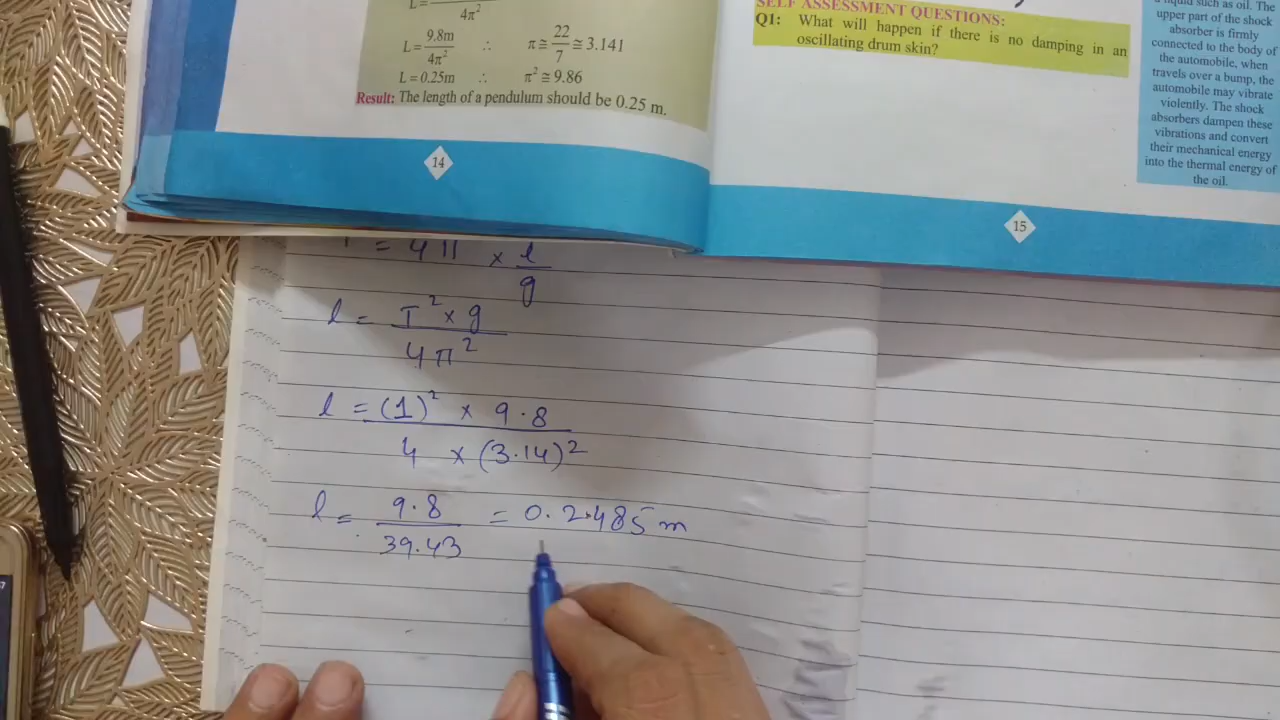 L=
4π²
L= 9.8m / 4π² ∴ π ≅ 22/7 ≅ 3.141
L = 0.25m ∴ π² ≅ 9.86
Result: The length of a pendulum should be 0.25 m.
14
SELF ASSESSMENT QUESTIONS:
Q1: What will happen if there is no damping in an
oscillating drum skin?
such as oil. The
upper part of the shock
absorber is firmly
connected to the body of
the automobile, when
travels over a bump, the
automobile may vibrate
violently. The shock
absorbers dampen these
vibrations and convert
their mechanical energy
into the thermal energy of
the oil.
15
= 4π × l / g
l = T² × g / 4π²
l = (1)² × 9.8 / 4 × (3.14)²
l = 9.8 / 39.43 = 0.2485 m